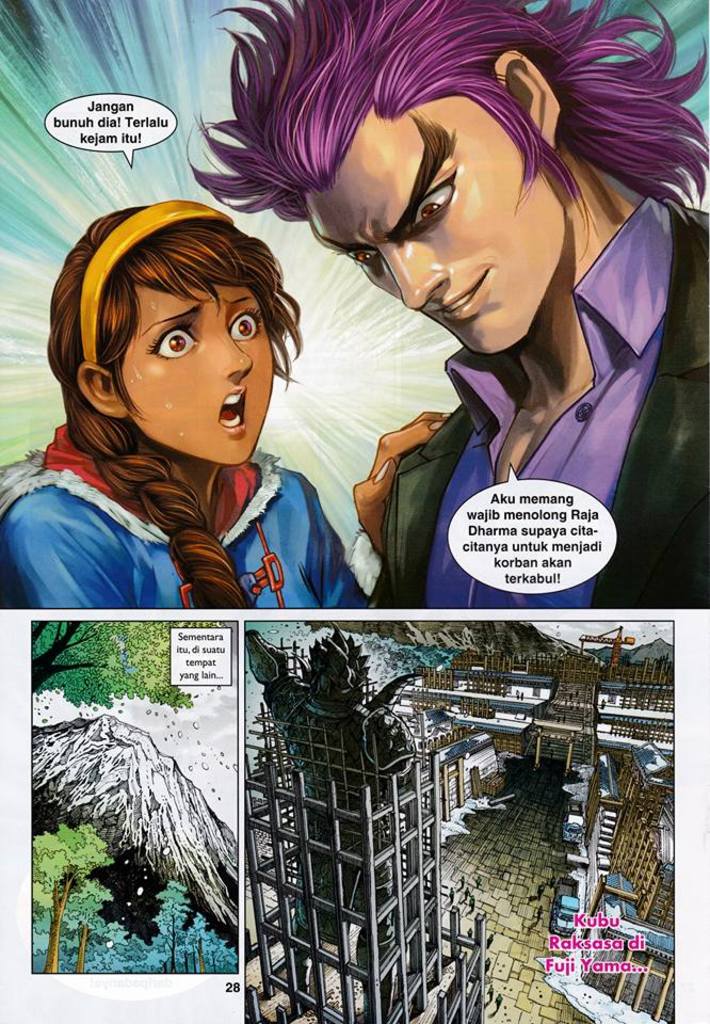 Jangan
bunuh dia! Terlalu
kejam itu!
Aku memang
wajib menolong Raja
Dharma supaya cita-
citanya untuk menjadi
korban akan
terkabul!
Sementara
itu, di suatu
tempat
yang lain...
Kubu
Raksasa di
Fuji Yama...
28